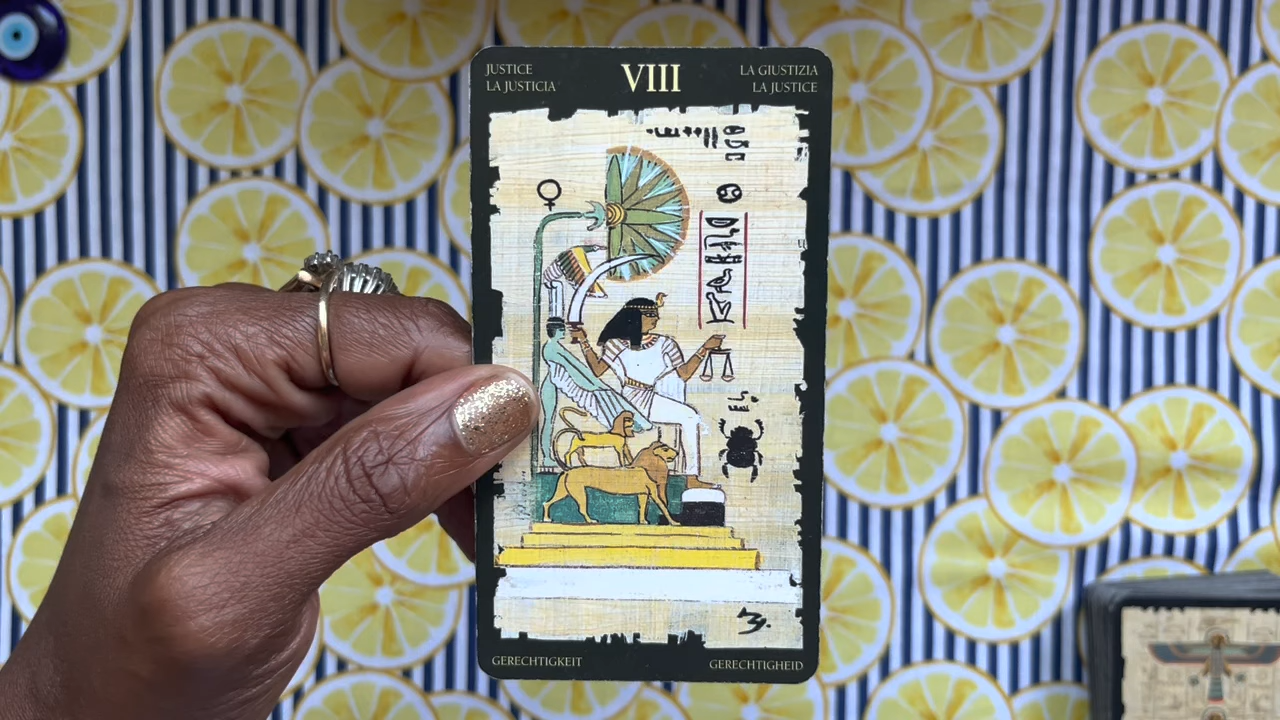 JUSTICE
LA JUSTICIA
VIII
LA GIUSTIZIA
LA JUSTICE
GERECHTIGKEIT
GERECHTIGHEID